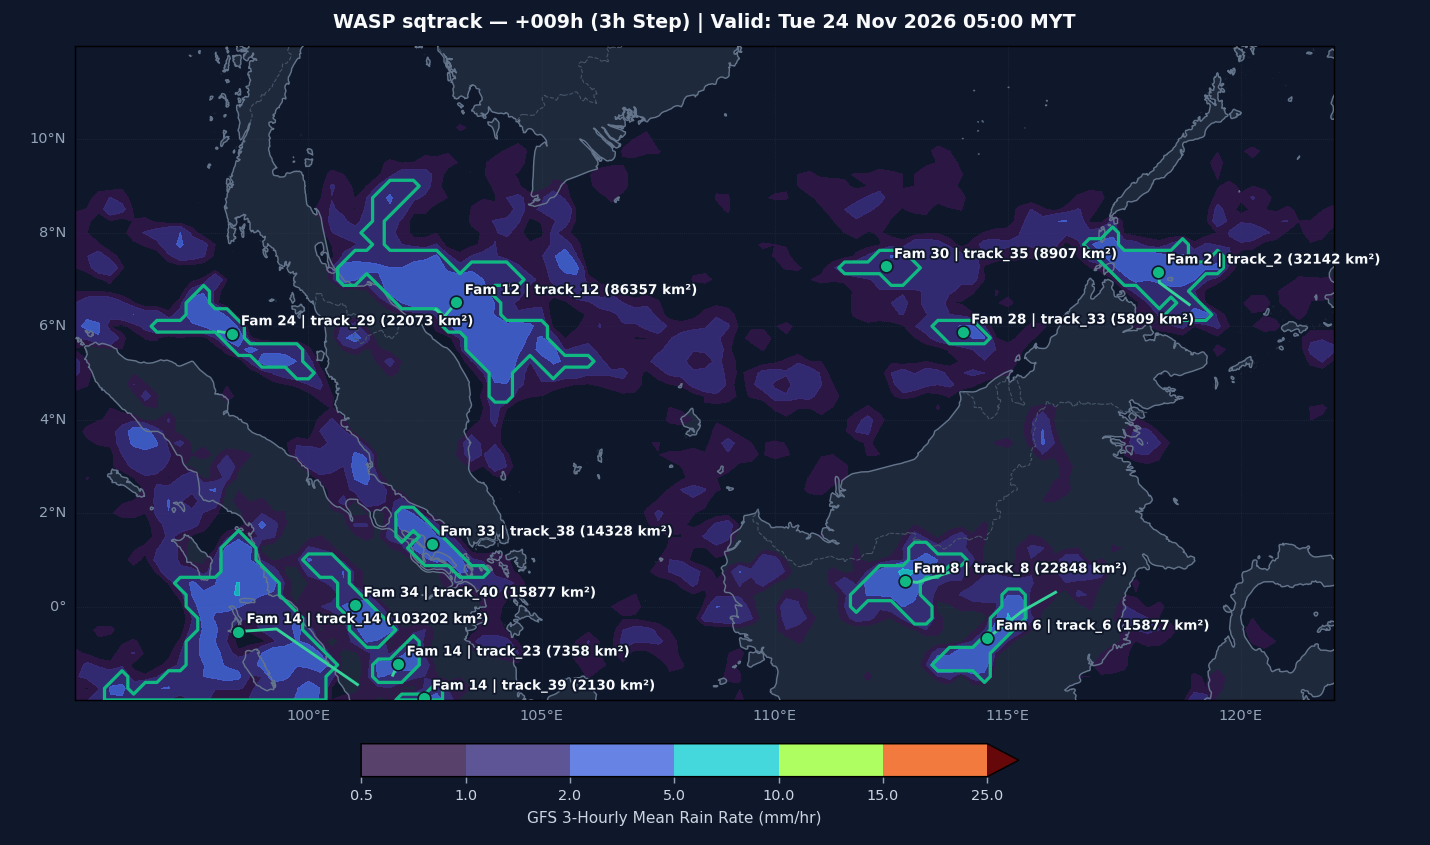 WASP sqtrack — +009h (3h Step) | Valid: Tue 24 Nov 2026 05:00 MYT
10°N
8°N
6°N
4°N
2°N
0°
Fam 30 | track_35 (8907 km²)
Fam 2 | track_2 (32142 km²)
Fam 12 | track_12 (86357 km²)
Fam 24 | track_29 (22073 km²)
Fam 28 | track_33 (5809 km²)
Fam 33 | track_38 (14328 km²)
Fam 8 | track_8 (22848 km²)
Fam 34 | track_40 (15877 km²)
Fam 14 | track_14 (103202 km²)
Fam 6 | track_6 (15877 km²)
Fam 14 | track_23 (7358 km²)
Fam 14 | track_39 (2130 km²)
100°E 105°E 110°E 115°E 120°E
0.5 1.0 2.0 5.0 10.0 15.0 25.0
GFS 3-Hourly Mean Rain Rate (mm/hr)